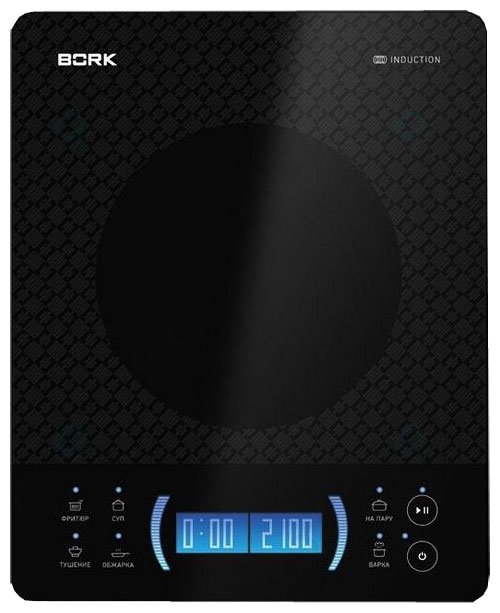 BORK
INDUCTION
ФРИТЮР СУП
0:00 2100
НА ПАРУ
ТУШЕНИЕ ОБЖАРКА
ВАРКА